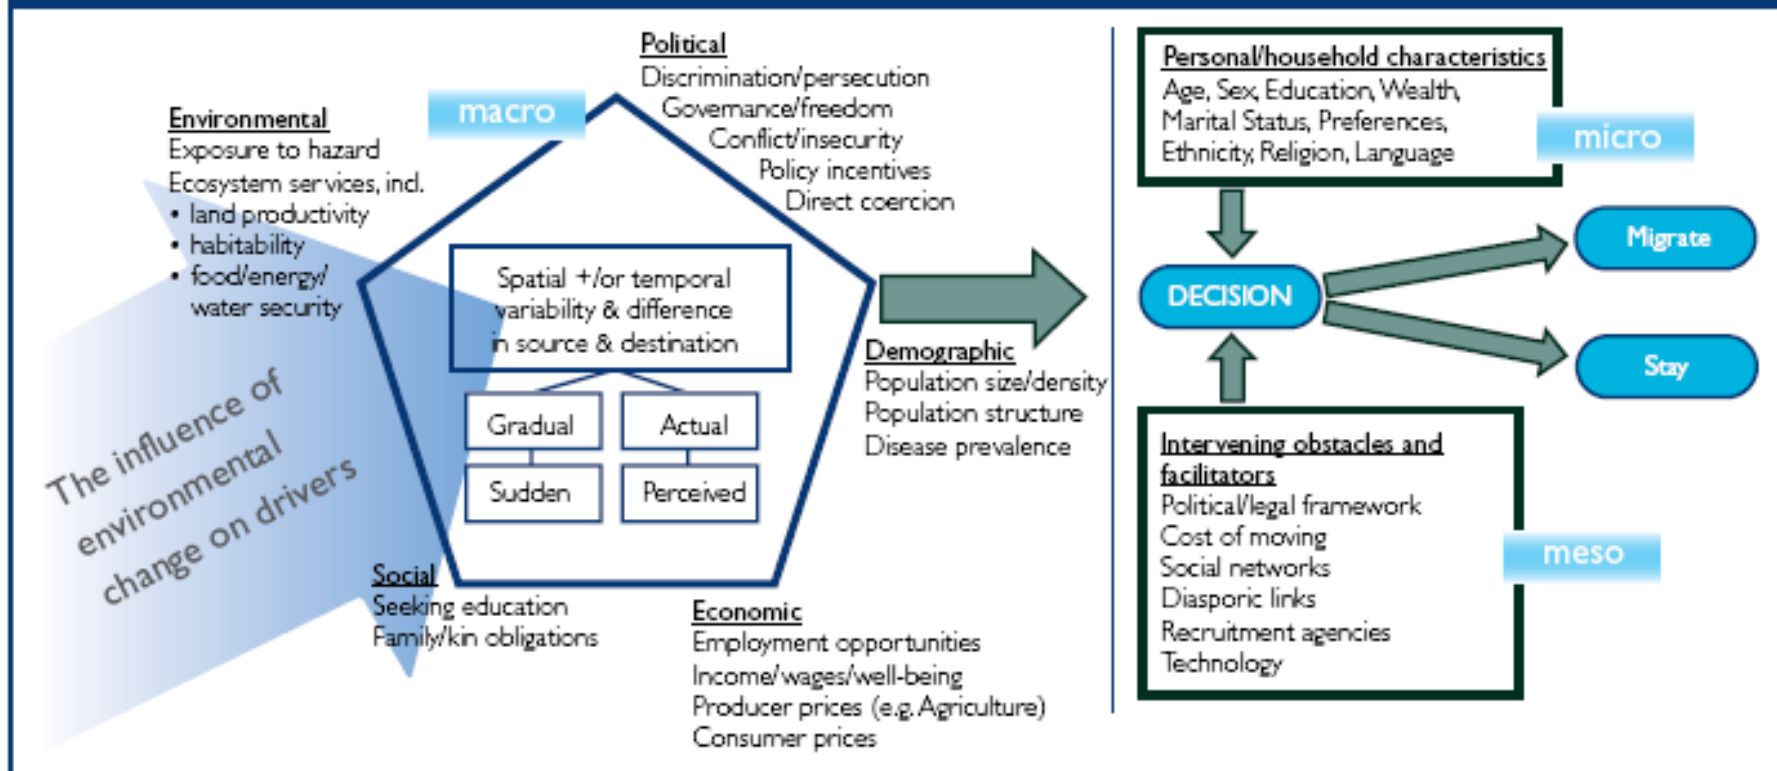 macro
Political
Discrimination/persecution
Governance/freedom
Conflict/insecurity
Policy incentives
Direct coercion
Environmental
Exposure to hazard
Ecosystem services, incl.
• land productivity
• habitability
• food/energy/
water security
Spatial +/or temporal
variability & difference
in source & destination
Gradual
Actual
Sudden
Perceived
The influence of
environmental
change on drivers
Demographic
Population size/density
Population structure
Disease prevalence
Social
Seeking education
Family/kin obligations
Economic
Employment opportunities
Income/wages/well-being
Producer prices (e.g. Agriculture)
Consumer prices
Personal/household characteristics
Age, Sex, Education, Wealth,
Marital Status, Preferences,
Ethnicity, Religion, Language
micro
DECISION
Migrate
Stay
Intervening obstacles and
facilitators
Political/legal framework
Cost of moving
Social networks
Diasporic links
Recruitment agencies
Technology
meso